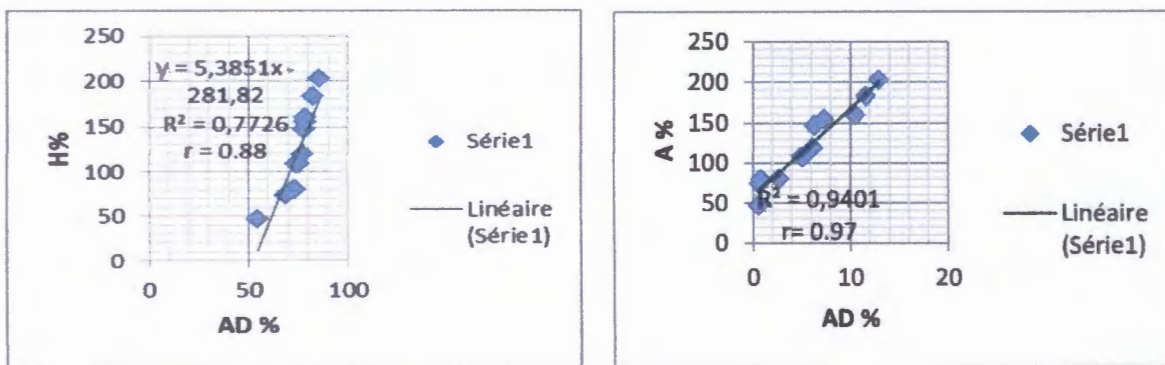 250
200
150
100
50
0
H%
y = 5,3851x -
281,82
R² = 0,7726
r = 0.88
0 50 100
AD %
Série1
Linéaire
(Série1)
250
200
150
100
50
0
A %
R² = 0,9401
r= 0.97
0 10 20
AD %
Série1
Linéaire
(Série1)